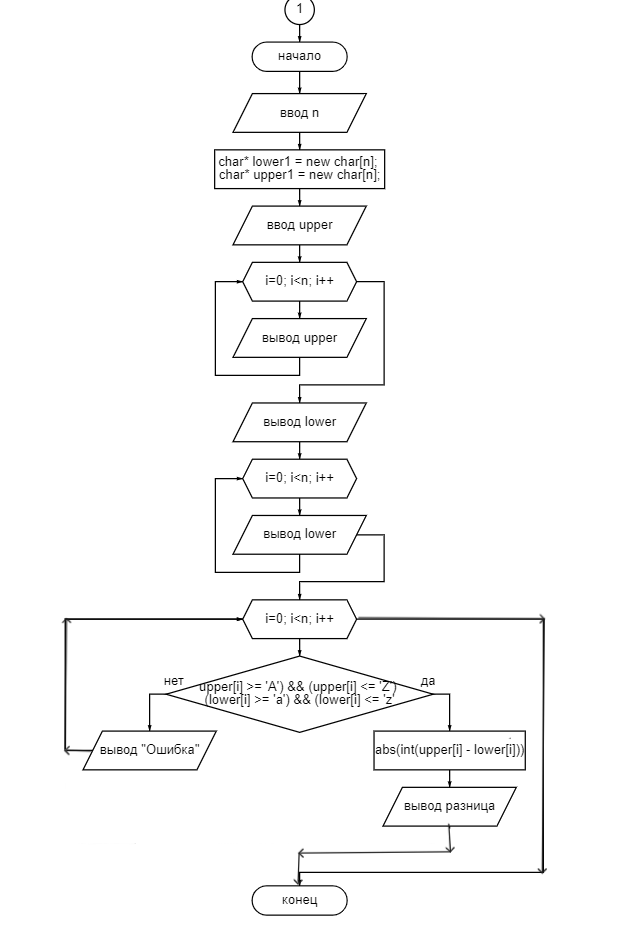 1
начало
ввод n
char* lower1 = new char[n];
char* upper1 = new char[n];
ввод upper
i=0; i<n; i++
вывод upper
вывод lower
i=0; i<n; i++
вывод lower
i=0; i<n; i++
нет
да
upper[i] >= 'A') && (upper[i] <= 'Z')
(lower[i] >= 'a') && (lower[i] <= 'z'
вывод "Ошибка"
abs(int(upper[i] - lower[i]))
вывод разница
конец